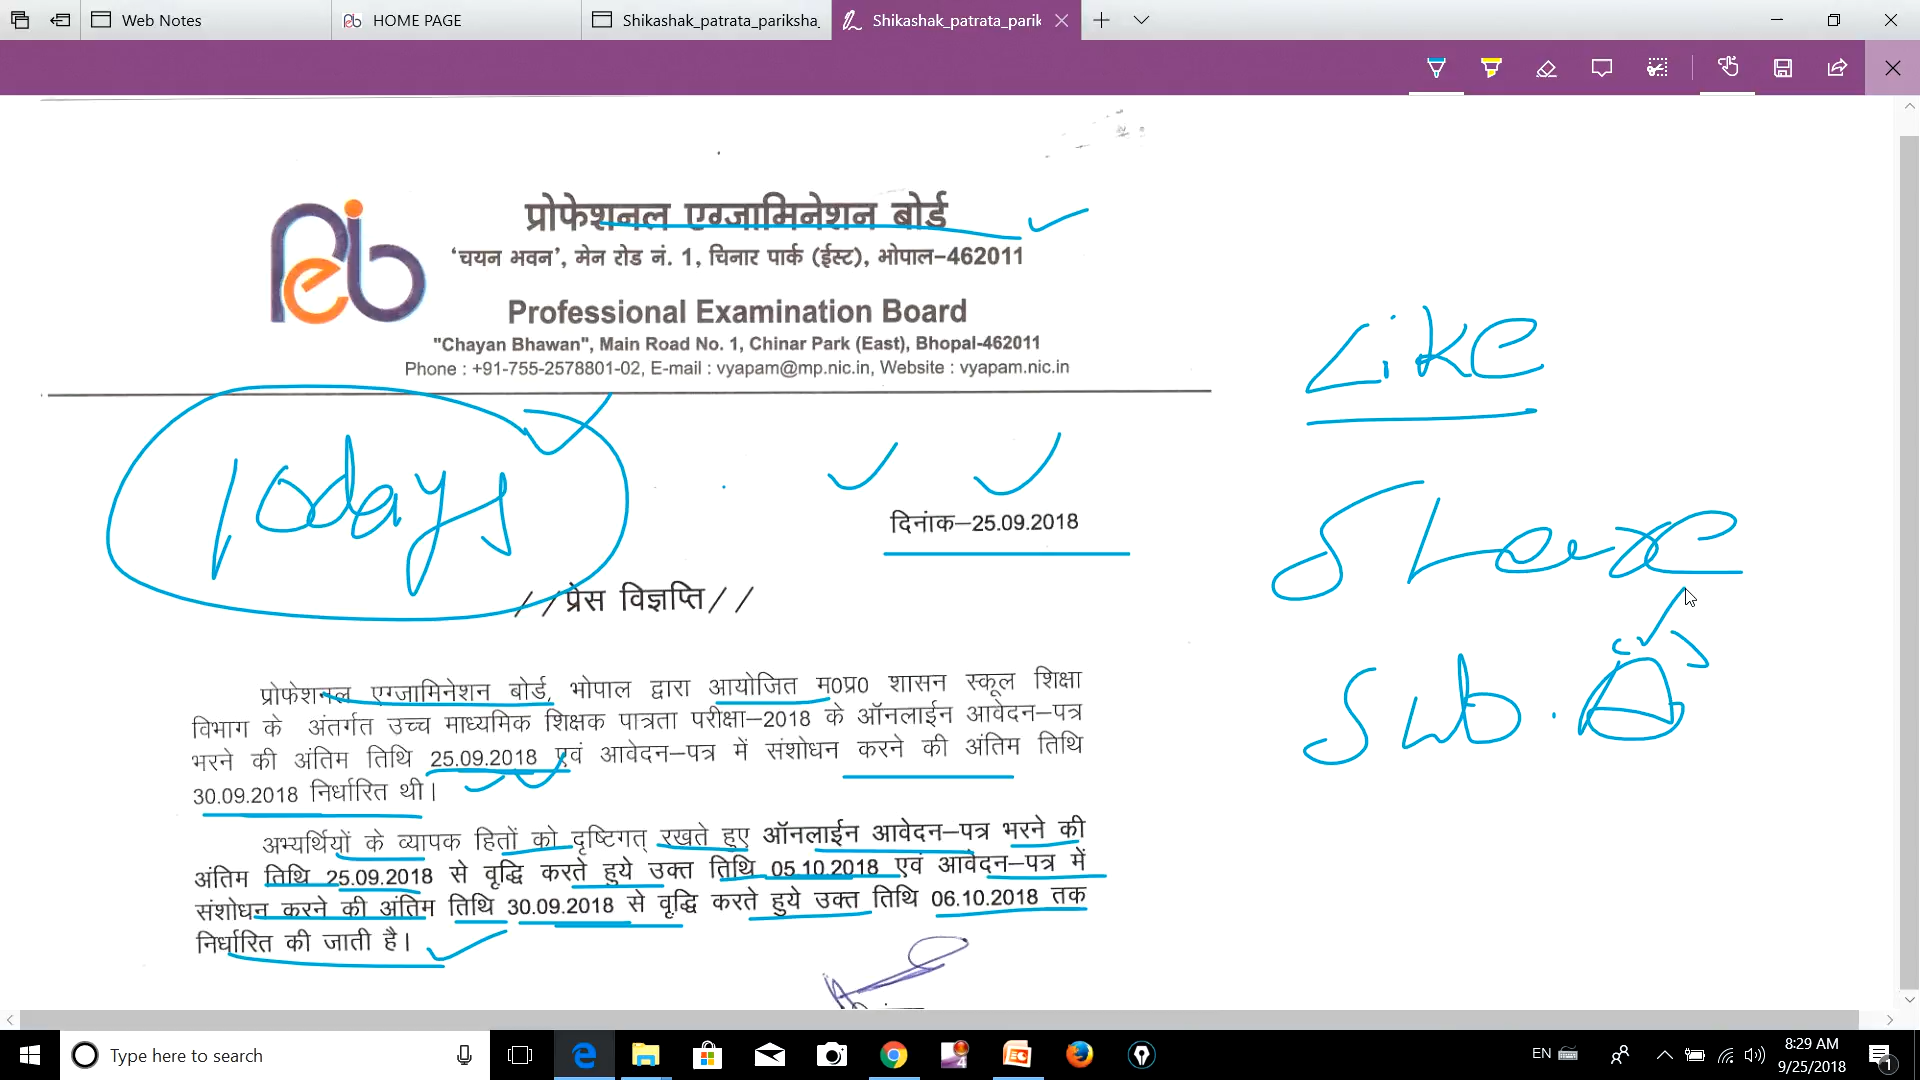 Web Notes
HOME PAGE
Shikashak_patrata_pariksha_
Shikashak_patrata_parik
Peb
प्रोफेशनल एग्जामिनेशन बोर्ड
‘चयन भवन’, मेन रोड नं. 1, चिनार पार्क (ईस्ट), भोपाल–462011
Professional Examination Board
"Chayan Bhawan", Main Road No. 1, Chinar Park (East), Bhopal-462011
Phone : +91-755-2578801-02, E-mail : vyapam@mp.nic.in, Website : vyapam.nic.in
Like
10days
दिनांक–25.09.2018
Share
//प्रेस विज्ञप्ति//
Sub.
प्रोफेशनल एग्जामिनेशन बोर्ड, भोपाल द्वारा आयोजित म0प्र0 शासन स्कूल शिक्षा
विभाग के अंतर्गत उच्च माध्यमिक शिक्षक पात्रता परीक्षा–2018 के ऑनलाईन आवेदन–पत्र
भरने की अंतिम तिथि 25.09.2018 एवं आवेदन–पत्र में संशोधन करने की अंतिम तिथि
30.09.2018 निर्धारित थी।
अभ्यर्थियों के व्यापक हितों को दृष्टिगत् रखते हुए ऑनलाईन आवेदन–पत्र भरने की
अंतिम तिथि 25.09.2018 से वृद्धि करते हुये उक्त तिथि 05.10.2018 एवं आवेदन–पत्र में
संशोधन करने की अंतिम तिथि 30.09.2018 से वृद्धि करते हुये उक्त तिथि 06.10.2018 तक
निर्धारित की जाती है।
Type here to search
EN
8:29 AM
9/25/2018
1